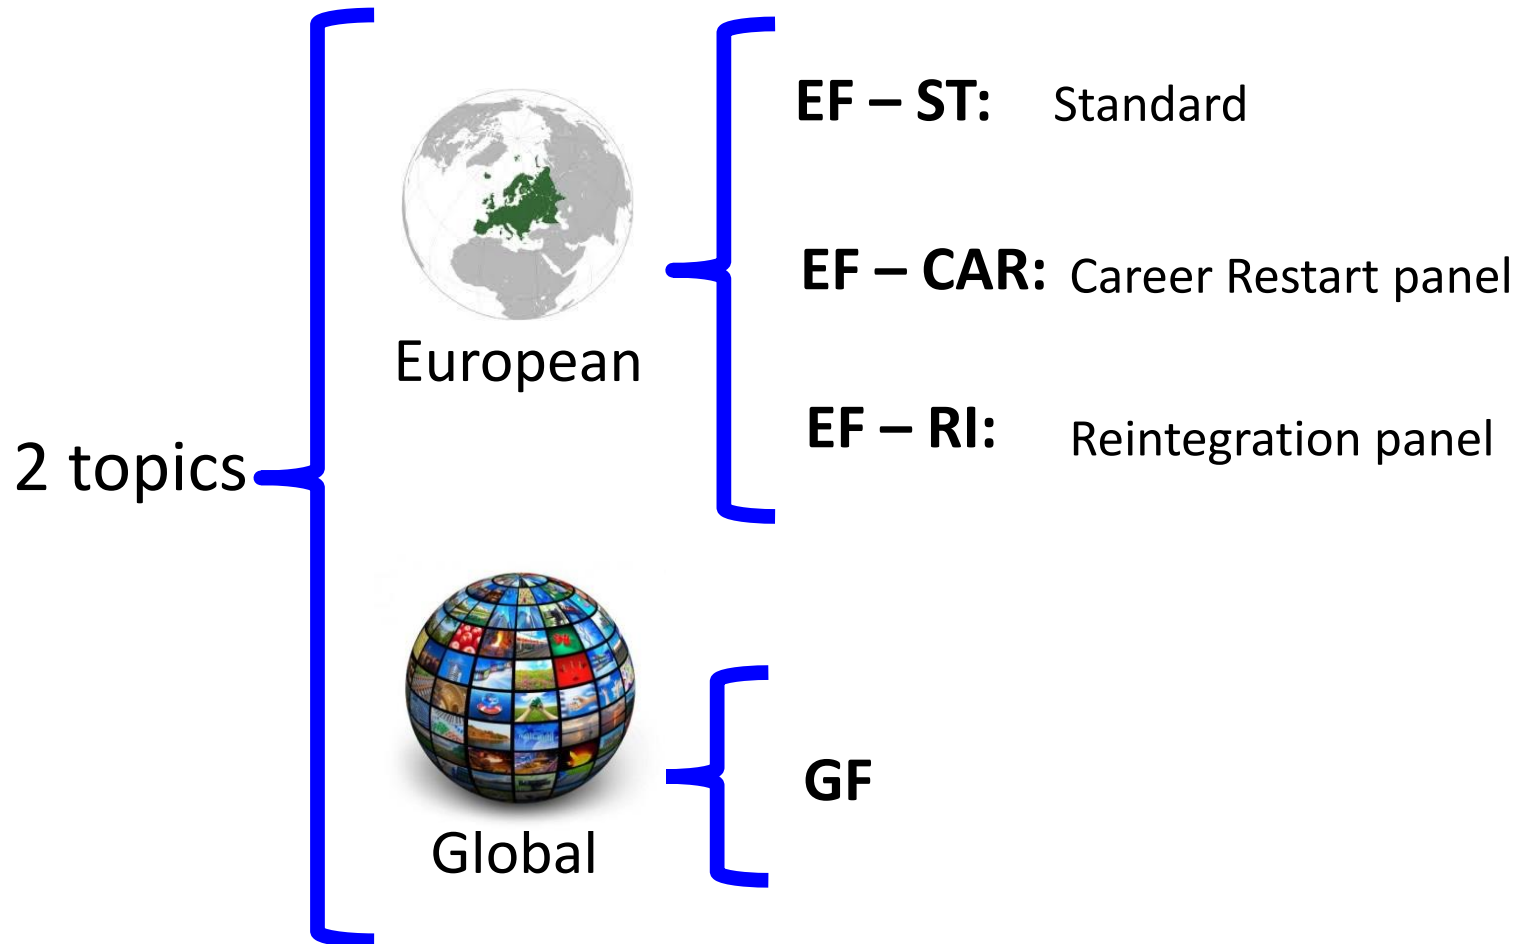 2 topics
European
EF – ST: Standard
EF – CAR: Career Restart panel
EF – RI: Reintegration panel
Global
GF